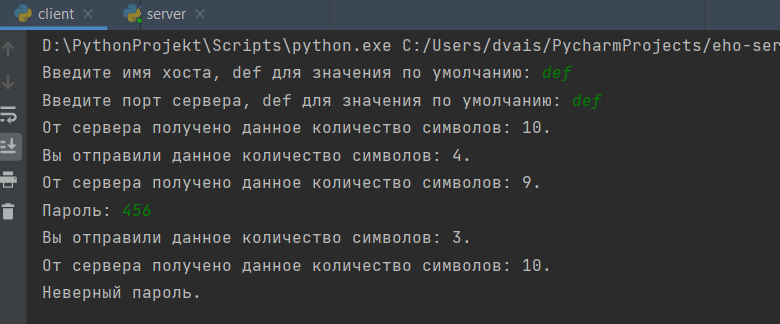 client server
D:\PythonProjekt\Scripts\python.exe C:/Users/dvais/PycharmProjects/eho-ser
Введите имя хоста, def для значения по умолчанию: def
Введите порт сервера, def для значения по умолчанию: def
От сервера получено данное количество символов: 10.
Вы отправили данное количество символов: 4.
От сервера получено данное количество символов: 9.
Пароль: 456
Вы отправили данное количество символов: 3.
От сервера получено данное количество символов: 10.
Неверный пароль.